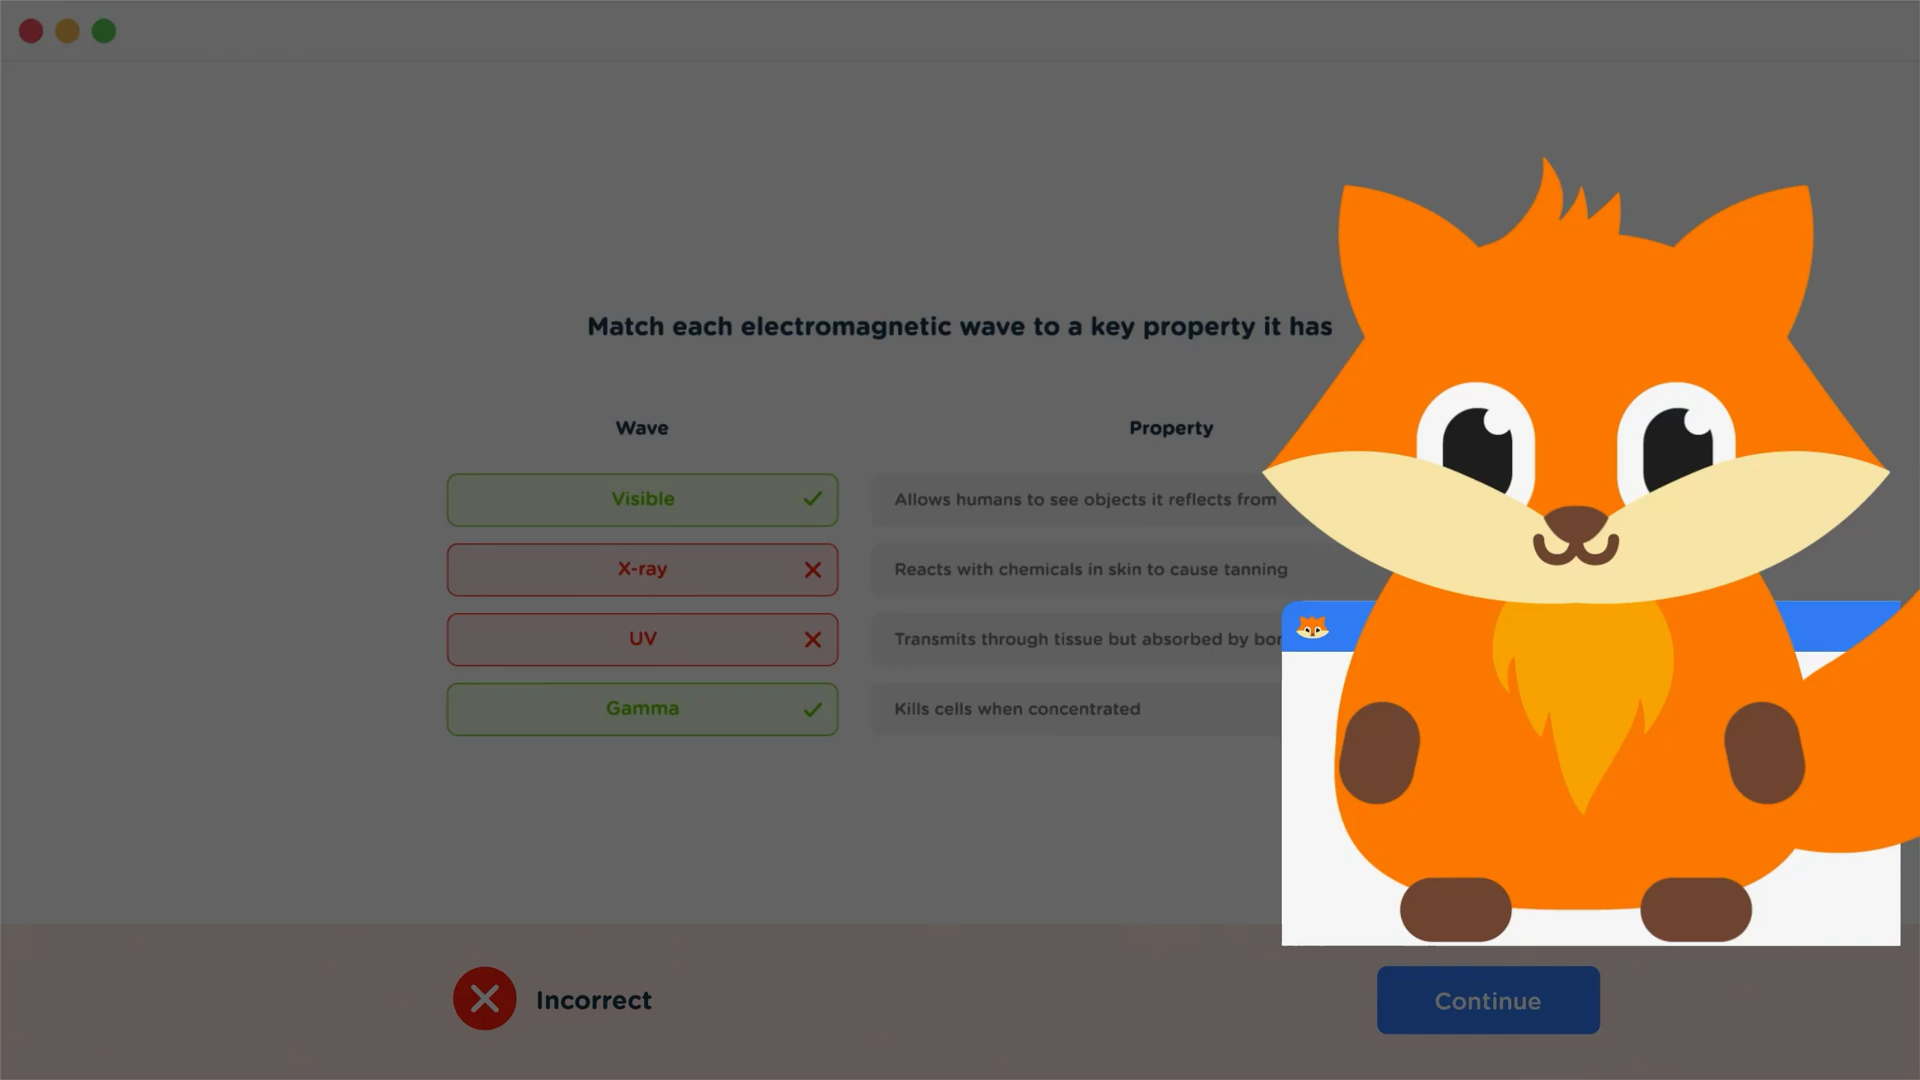 Match each electromagnetic wave to a key property it has
Wave Property
Visible Allows humans to see objects it reflects from
X-ray Reacts with chemicals in skin to cause tanning
UV Transmits through tissue but absorbed by
Gamma Kills cells when concentrated
Incorrect Continue